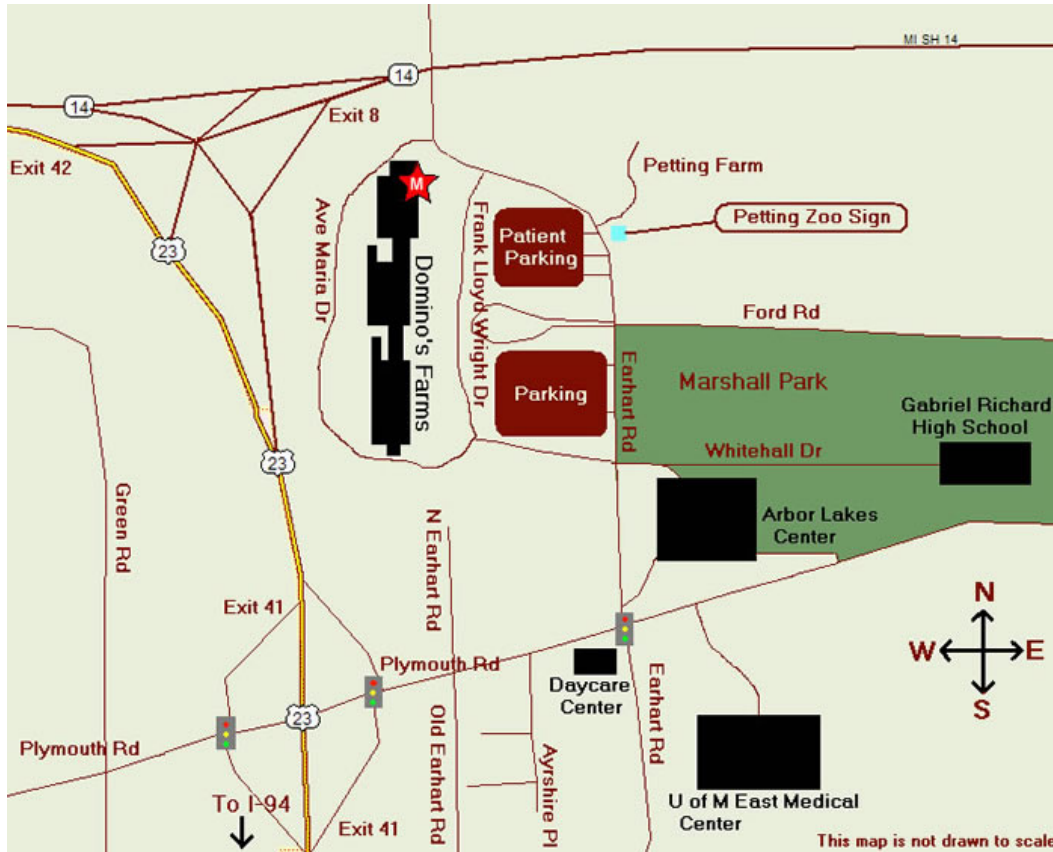 MI SH 14
14
14
Exit 8
Exit 42
Petting Farm
M
Petting Zoo Sign
Ave Maria Dr
Frank Lloyd Wright Dr
Patient
Parking
23
Domino's Farms
Ford Rd
Earhart Rd
Marshall Park
Parking
Gabriel Richard
High School
Whitehall Dr
23
Green Rd
Arbor Lakes
Center
N Earhart Rd
Exit 41
N
W
E
S
Plymouth Rd
Daycare
Center
Earhart Rd
23
Old Earhart Rd
Plymouth Rd
Ayrshire Pl
To I-94
U of M East Medical
Center
Exit 41
This map is not drawn to scale